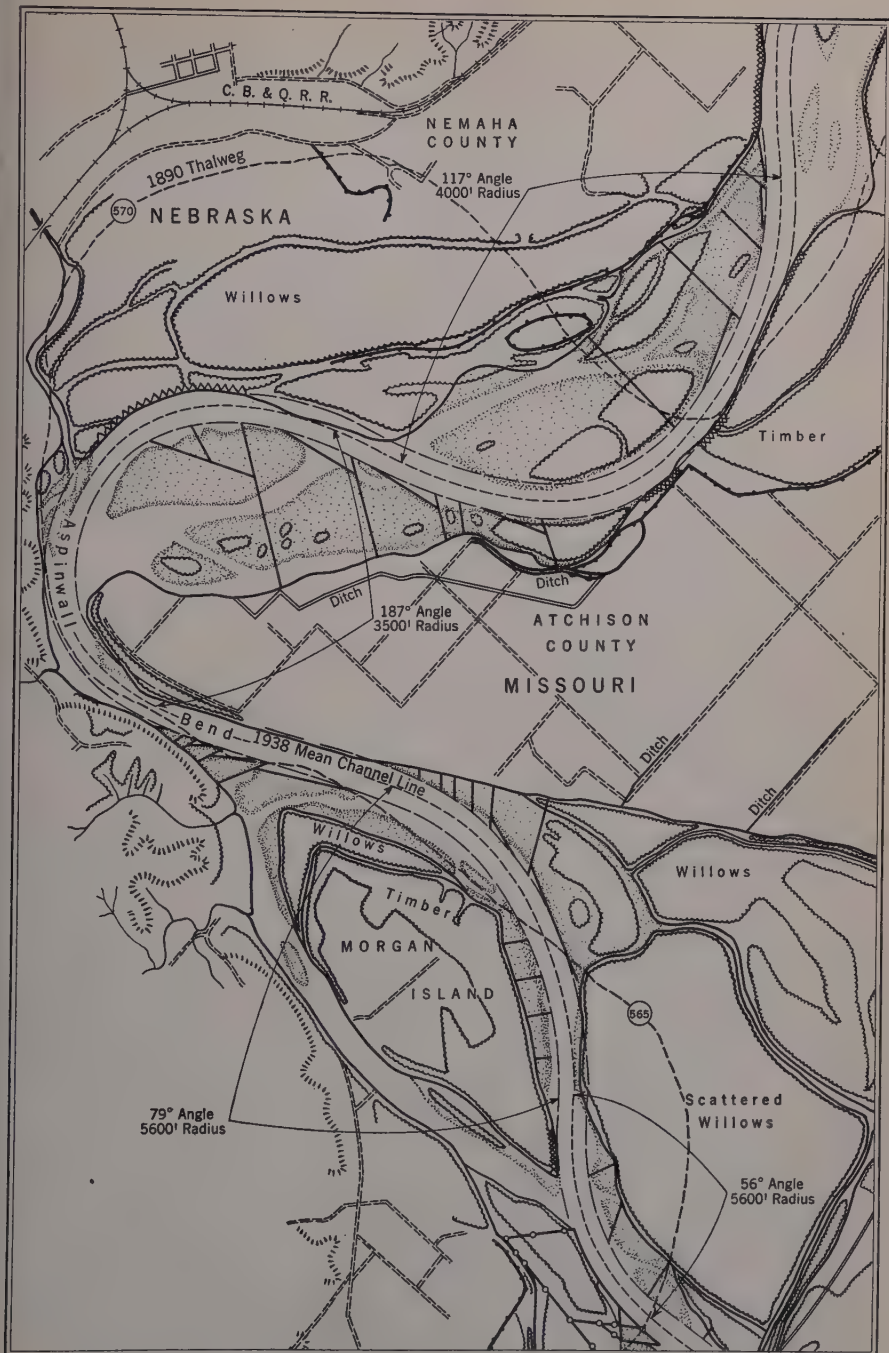 C. B. & Q. R. R.
NEMAHA
COUNTY
1890 Thalweg
117° Angle
4000' Radius
570
NEBRASKA
Willows
Timber
Aspinwall
Ditch
Ditch
187° Angle
3500' Radius
ATCHISON
COUNTY
MISSOURI
Bend
1938 Mean Channel Line
Ditch
Ditch
Willows
Willows
Timber
MORGAN
ISLAND
565
79° Angle
5600' Radius
Scattered
Willows
56° Angle
5600' Radius